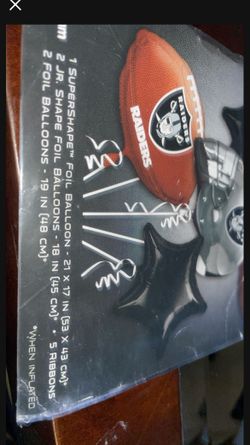 RAIDERS
RAIDERS
1 SUPERSHAPE™ FOIL BALLOON - 21 X 17 IN (53 X 43 CM)*
2 JR. SHAPE FOIL BALLOONS - 18 IN (45 CM)* • 5 RIBBONS
2 FOIL BALLOONS - 19 IN (48 CM)*
*WHEN INFLATED